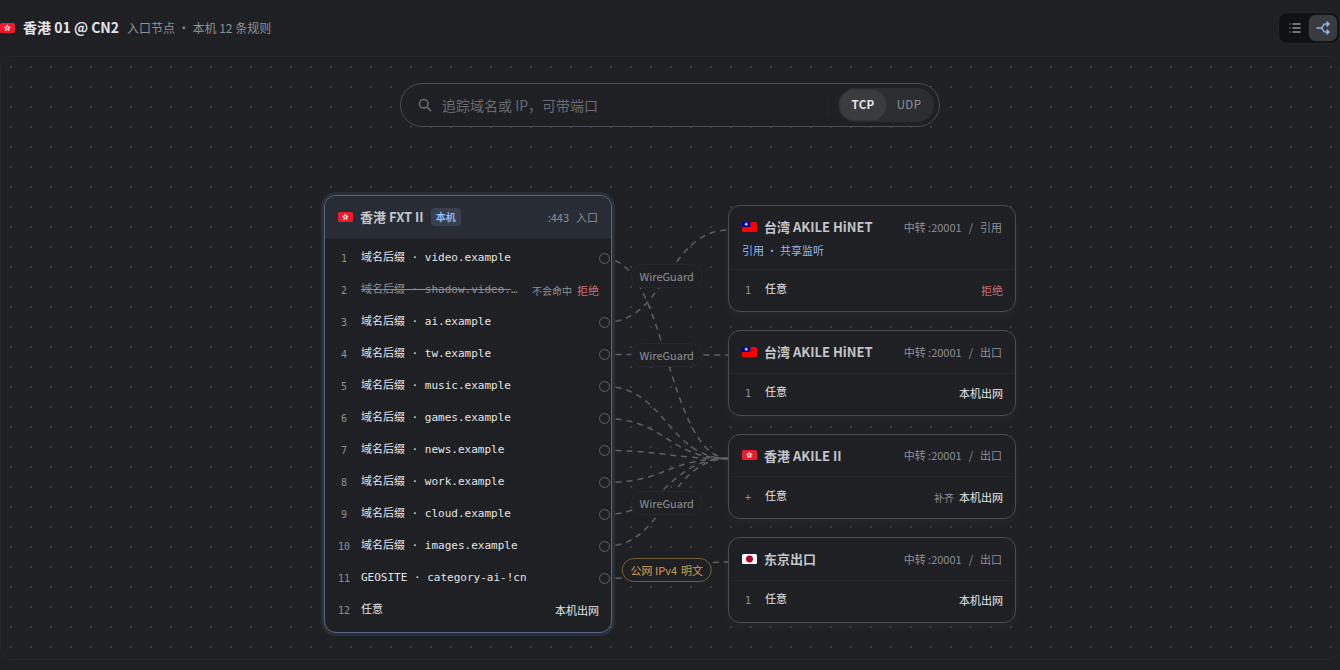 香港 01 @ CN2 入口节点 · 本机 12 条规则
追踪域名或 IP，可带端口 TCP UDP
香港 FXT II 本机 :443 入口
1 域名后缀 · video.example
2 域名后缀 · shadow.video.… 不会命中 拒绝
3 域名后缀 · ai.example
4 域名后缀 · tw.example
5 域名后缀 · music.example
6 域名后缀 · games.example
7 域名后缀 · news.example
8 域名后缀 · work.example
9 域名后缀 · cloud.example
10 域名后缀 · images.example
11 GEOSITE · category-ai-!cn
12 任意 本机出网
WireGuard
WireGuard
WireGuard
公网 IPv4 明文
台湾 AKILE HiNET 中转 :20001 / 引用
引用 · 共享监听
1 任意 拒绝
台湾 AKILE HiNET 中转 :20001 / 出口
1 任意 本机出网
香港 AKILE II 中转 :20001 / 出口
+ 任意 补齐 本机出网
东京出口 中转 :20001 / 出口
1 任意 本机出网